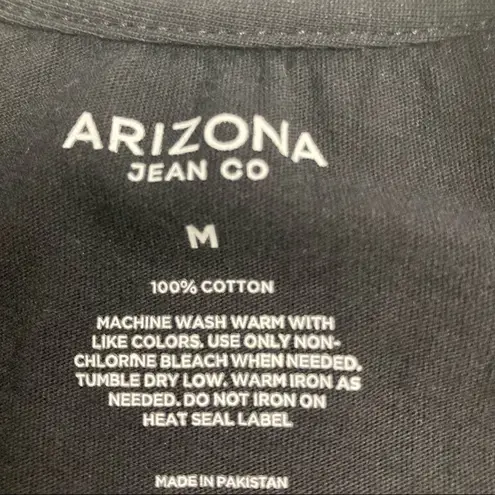 ARIZONA
JEAN CO
M
100% COTTON
MACHINE WASH WARM WITH
LIKE COLORS. USE ONLY NON-
CHLORINE BLEACH WHEN NEEDED.
TUMBLE DRY LOW. WARM IRON AS
NEEDED. DO NOT IRON ON
HEAT SEAL LABEL
MADE IN PAKISTAN